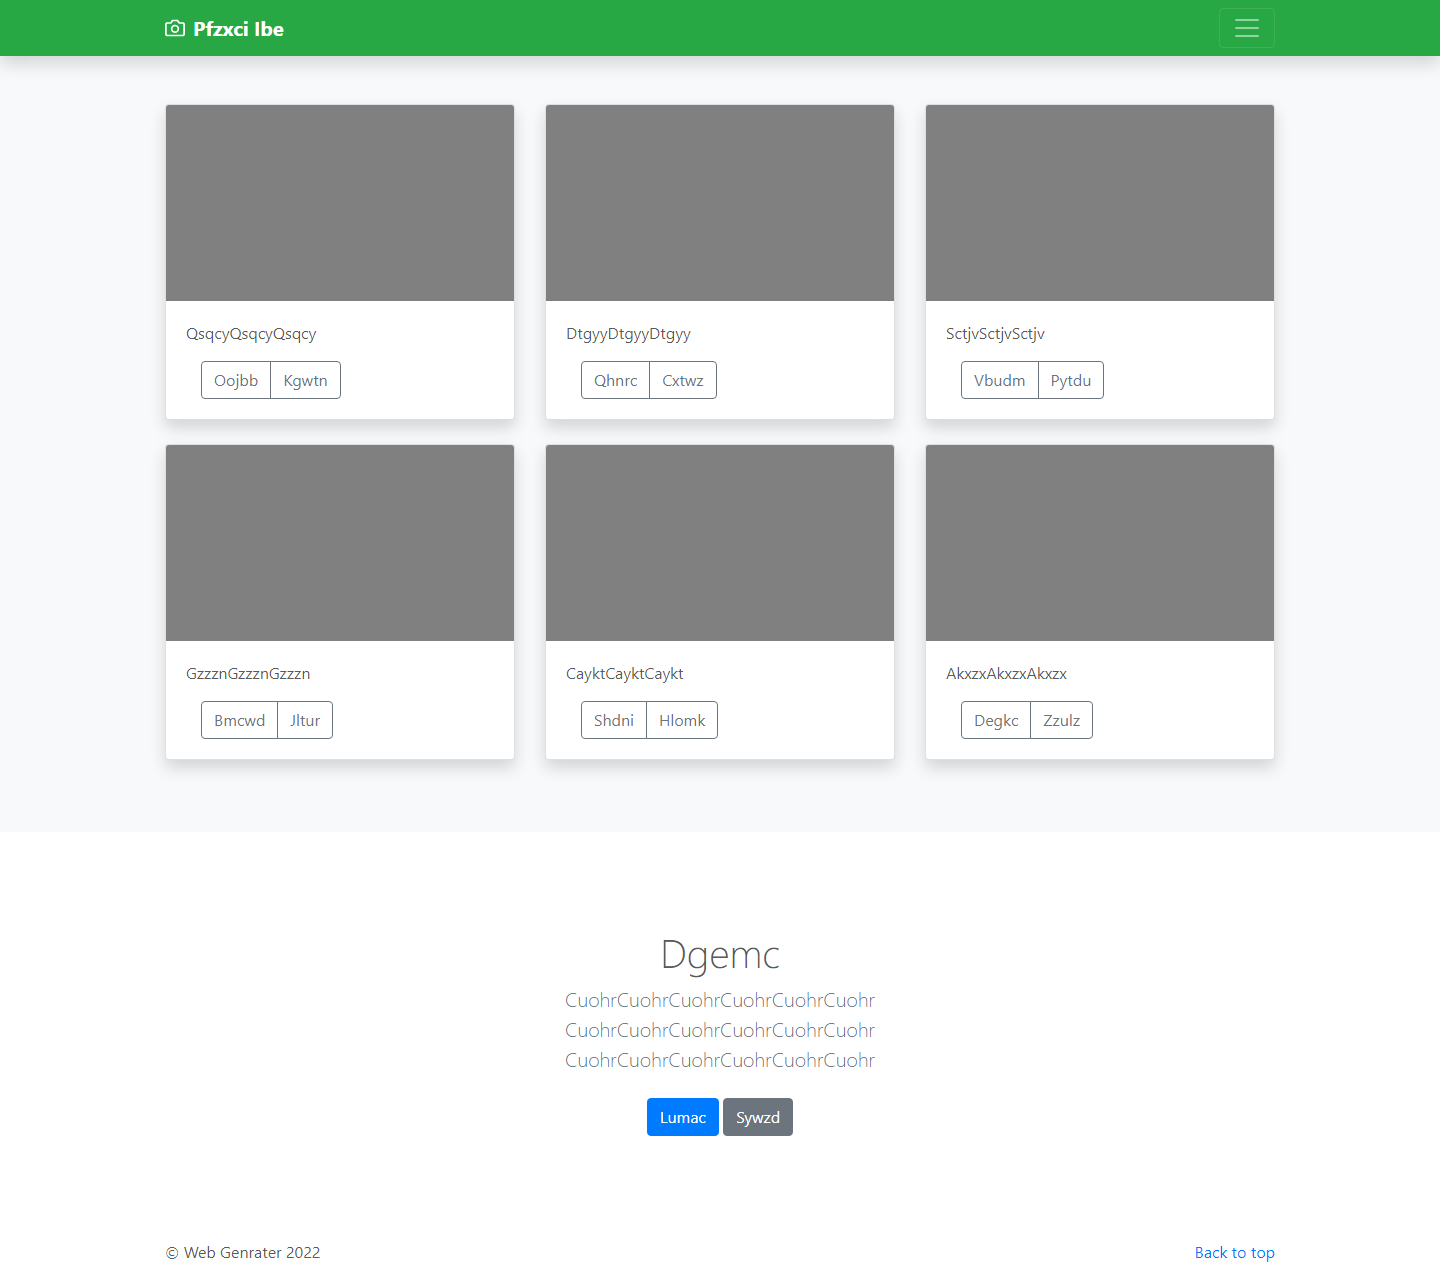 Pfzxci Ibe
QsqcyQsqcyQsqcy
Oojbb Kgwtn
DtgyyDtgyyDtgyy
Qhnrc Cxtwz
SctjvSctjvSctjv
Vbudm Pytdu
GzzznGzzznGzzzn
Bmcwd Jltur
CayktCayktCaykt
Shdni Hlomk
AkxzxAkxzxAkxzx
Degkc Zzulz
Dgemc
CuohrCuohrCuohrCuohrCuohrCuohr
CuohrCuohrCuohrCuohrCuohrCuohr
CuohrCuohrCuohrCuohrCuohrCuohr
Lumac Sywzd
© Web Genrater 2022
Back to top